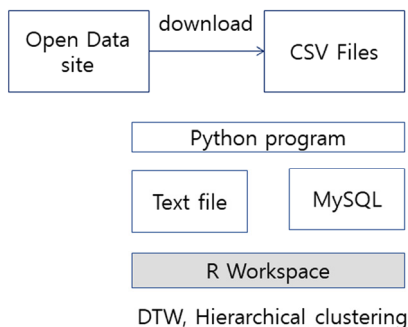 Open Data
site
download
CSV Files
Python program
Text file
MySQL
R Workspace
DTW, Hierarchical clustering